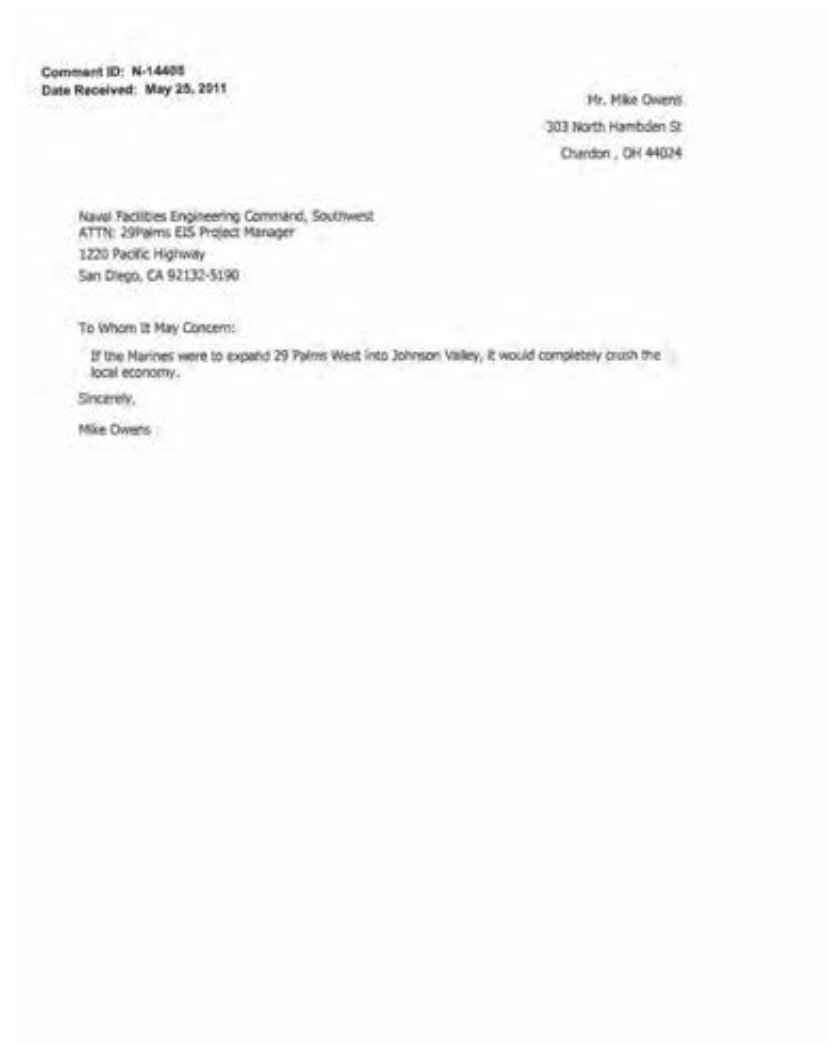 Comment ID: N-14405
Date Received: May 25, 2011
Mr. Mike Owens
303 North Hambden St
Chardon , OH 44024
Naval Facilities Engineering Command, Southwest
ATTN: 29Palms EIS Project Manager
1220 Pacific Highway
San Diego, CA 92132-5190
To Whom It May Concern:
If the Marines were to expand 29 Palms West into Johnson Valley, it would completely crush the
local economy.
Sincerely,
Mike Owens